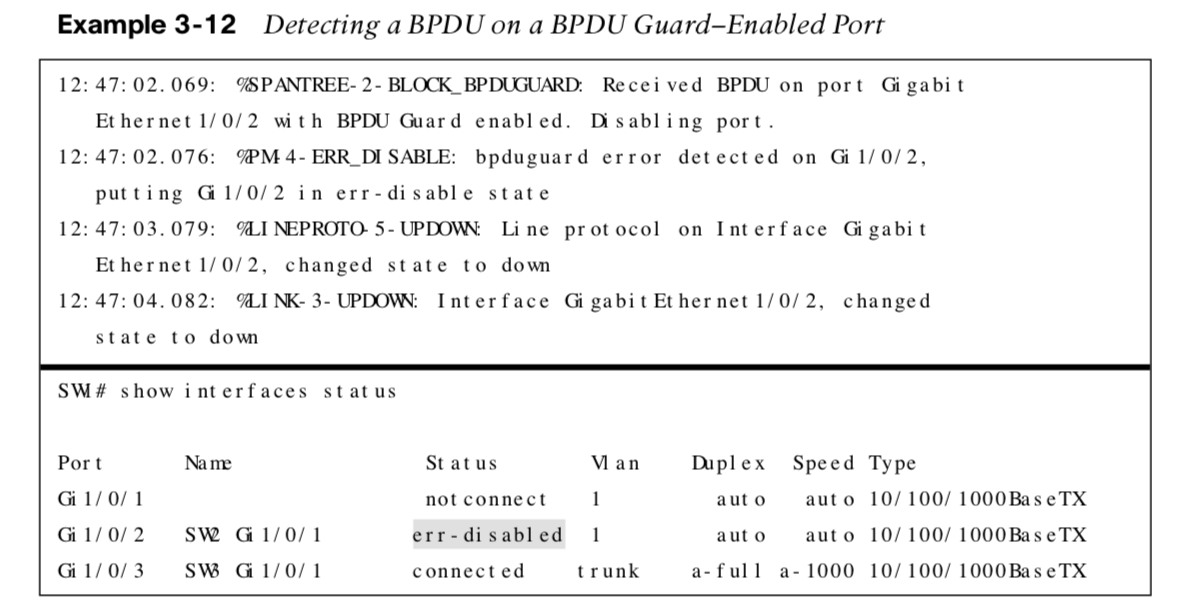 Example 3-12 Detecting a BPDU on a BPDU Guard–Enabled Port
12:47:02.069: %SPANTREE-2-BLOCK_BPDUGUARD: Received BPDU on port Gigabit
Ethernet1/0/2 with BPDU Guard enabled. Disabling port.
12:47:02.076: %PM-4-ERR_DISABLE: bpduguard error detected on Gi1/0/2,
putting Gi1/0/2 in err-disable state
12:47:03.079: %LINEPROTO-5-UPDOWN: Line protocol on Interface Gigabit
Ethernet1/0/2, changed state to down
12:47:04.082: %LINK-3-UPDOWN: Interface GigabitEthernet1/0/2, changed
state to down
SW1# show interfaces status
Port Name Status Vlan Duplex Speed Type
Gi1/0/1 notconnect 1 auto auto 10/100/1000BaseTX
Gi1/0/2 SW2 Gi1/0/1 err-disabled 1 auto auto 10/100/1000BaseTX
Gi1/0/3 SW3 Gi1/0/1 connected trunk a-full a-1000 10/100/1000BaseTX